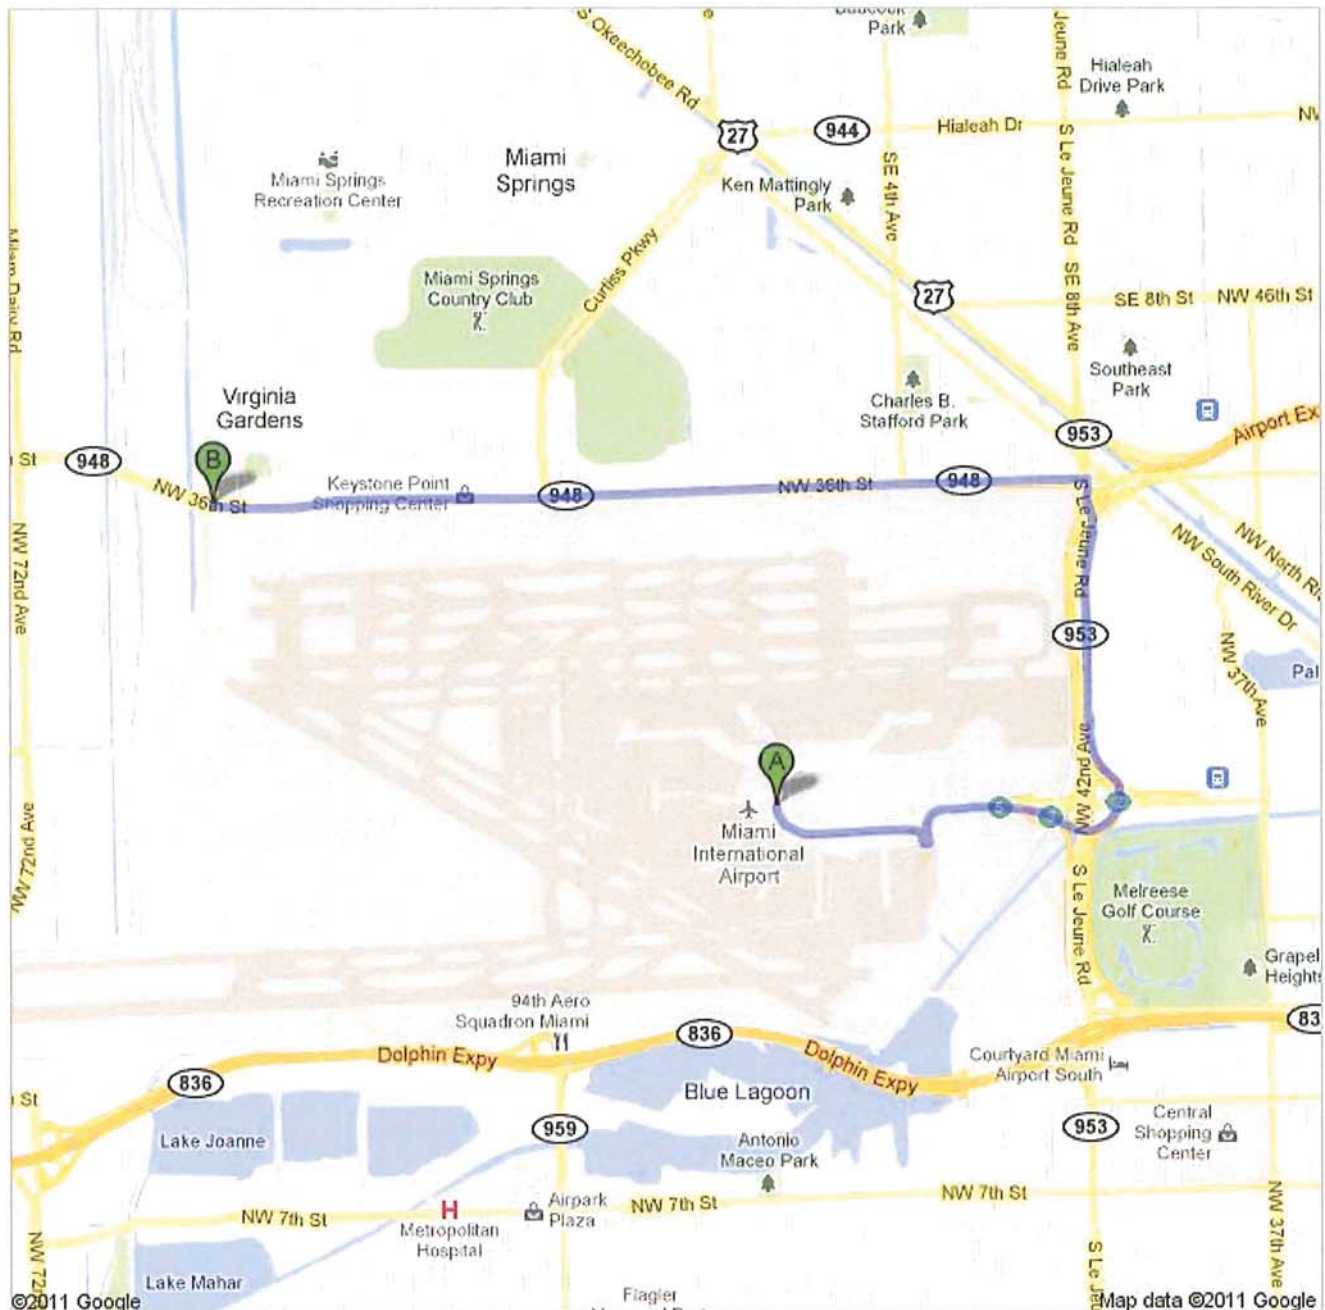 S Okeechobee Rd
Park
Jeune Rd
Hialeah
Drive Park
27
944
Hialeah Dr
Miami
Springs
Miami Springs
Recreation Center
Ken Mattingly
Park
SE 4th Ave
S Le Jeune Rd
SE 8th Ave
Curtiss Pkwy
Miami Springs
Country Club
27
SE 8th St
NW 46th St
Southeast
Park
Charles B.
Stafford Park
Virginia
Gardens
953
Airport Ex
St
948
B
NW 36th St
Keystone Point
Shopping Center
948
NW 36th St
948
S Le Jeune Rd
NW North Ri
NW South River Dr
NW 72nd Ave
953
NW 37th Ave
Pal
NW 42nd Ave
A
Miami
International
Airport
5
NW 72nd Ave
S Le Jeune Rd
Melreese
Golf Course
Grapel
Heights
94th Aero
Squadron Miami
836
83
Dolphin Expy
Dolphin Expy
Courtyard Miami
Airport South
836
St
Blue Lagoon
Lake Joanne
959
Antonio
Maceo Park
953
Central
Shopping
Center
NW 7th St
H
Metropolitan
Hospital
Airpark
Plaza
NW 7th St
NW 7th St
NW 37th Ave
NW 72n
S Le Jeu
Lake Mahar
Flagler
©2011 Google
Map data ©2011 Google